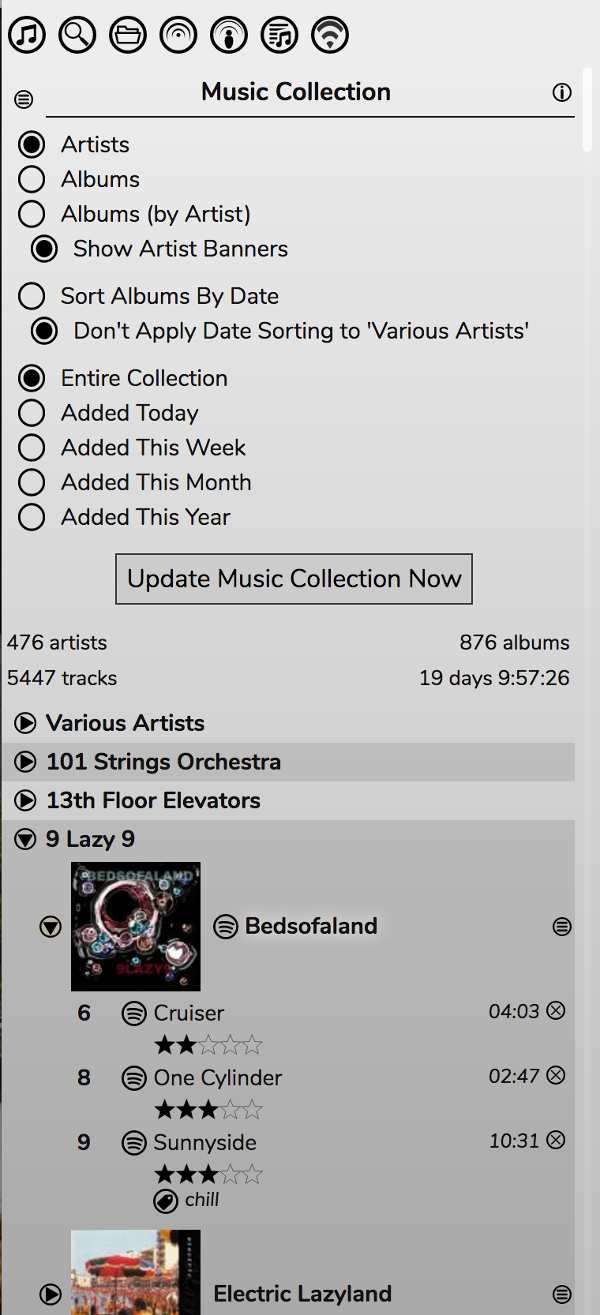 Music Collection
Artists
Albums
Albums (by Artist)
Show Artist Banners
Sort Albums By Date
Don't Apply Date Sorting to 'Various Artists'
Entire Collection
Added Today
Added This Week
Added This Month
Added This Year
Update Music Collection Now
476 artists 876 albums
5447 tracks 19 days 9:57:26
Various Artists
101 Strings Orchestra
13th Floor Elevators
9 Lazy 9
BEDSOFALAND
9LAZY9
Bedsofaland
6 Cruiser 04:03
8 One Cylinder 02:47
9 Sunnyside 10:31
chill
Electric Lazyland